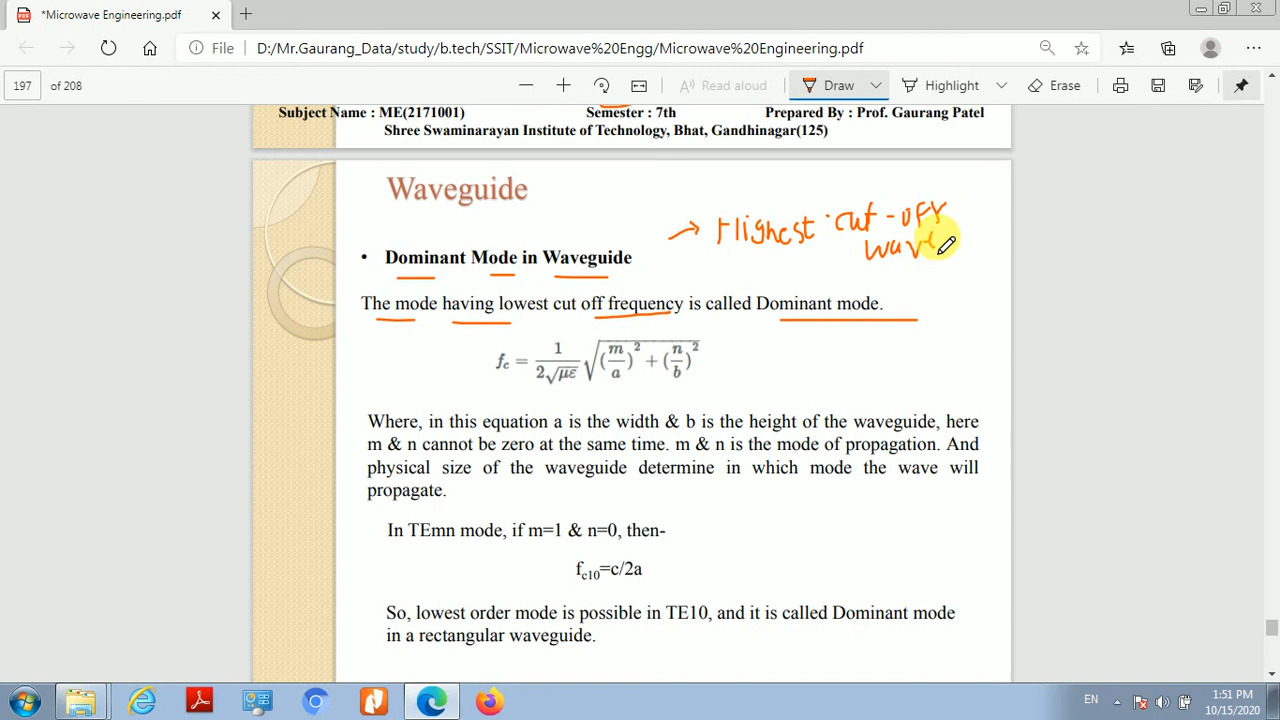 *Microwave Engineering.pdf
File D:/Mr.Gaurang_Data/study/b.tech/SSIT/Microwave%20Engg/Microwave%20Engineering.pdf
197 of 208 Read aloud Draw Highlight Erase
Subject Name : ME(2171001) Semester : 7th Prepared By : Prof. Gaurang Patel
Shree Swaminarayan Institute of Technology, Bhat, Gandhinagar(125)
Waveguide
→ Highest cut-off
wave
• Dominant Mode in Waveguide
The mode having lowest cut off frequency is called Dominant mode.
f_c = 1/(2√με) √((m/a)^2 + (n/b)^2)
Where, in this equation a is the width & b is the height of the waveguide, here
m & n cannot be zero at the same time. m & n is the mode of propagation. And
physical size of the waveguide determine in which mode the wave will
propagate.
In TEmn mode, if m=1 & n=0, then-
fc10=c/2a
So, lowest order mode is possible in TE10, and it is called Dominant mode
in a rectangular waveguide.
EN 1:51 PM
10/15/2020